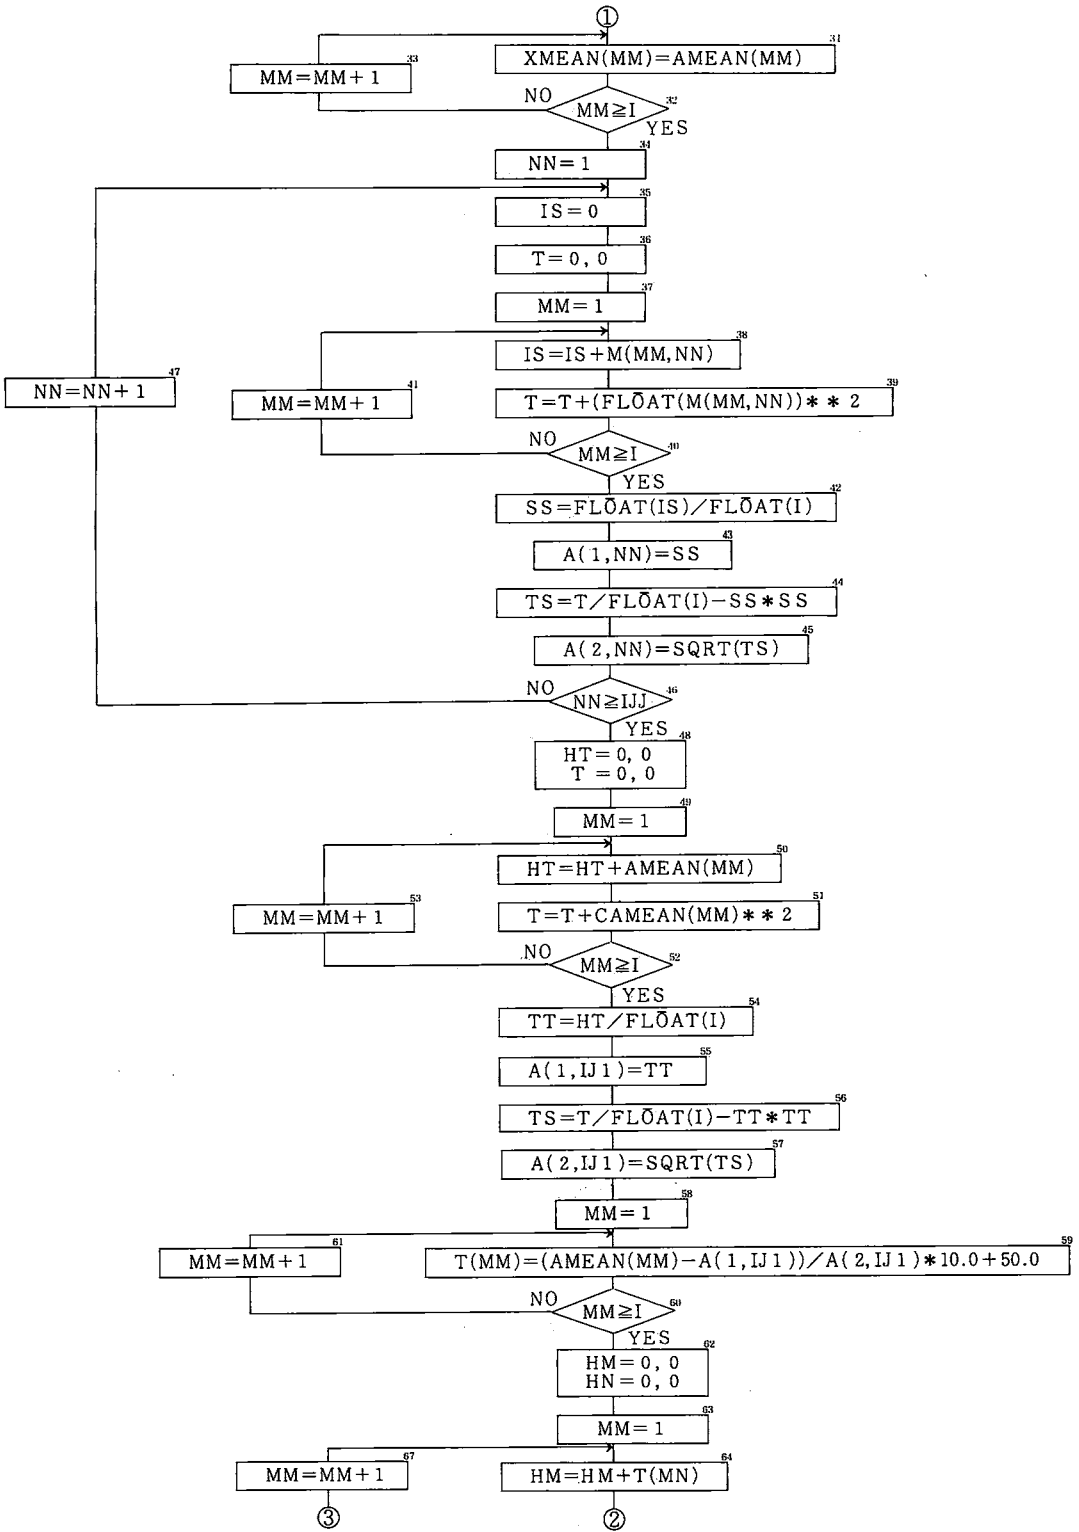 ①
31
XMEAN(MM)=AMEAN(MM)
33
MM=MM+1
NO
MM≧I
32
YES
34
NN=1
35
IS=0
36
T=0,0
37
MM=1
38
IS=IS+M(MM,NN)
47
NN=NN+1
41
MM=MM+1
39
T=T+(FLŌAT(M(MM,NN))**2
NO
MM≧I
40
YES
42
SS=FLŌAT(IS)/FLŌAT(I)
43
A(1,NN)=SS
44
TS=T/FLŌAT(I)-SS*SS
45
A(2,NN)=SQRT(TS)
NO
NN≧IJJ
46
YES
48
HT=0,0
T =0,0
49
MM=1
50
HT=HT+AMEAN(MM)
53
MM=MM+1
51
T=T+CAMEAN(MM)**2
NO
MM≧I
52
YES
54
TT=HT/FLŌAT(I)
55
A(1,IJ1)=TT
56
TS=T/FLŌAT(I)-TT*TT
57
A(2,IJ1)=SQRT(TS)
58
MM=1
61
MM=MM+1
59
T(MM)=(AMEAN(MM)-A(1,IJ1))/A(2,IJ1)*10.0+50.0
NO
MM≧I
60
YES
62
HM=0,0
HN=0,0
63
MM=1
67
MM=MM+1
64
HM=HM+T(MN)
③
②